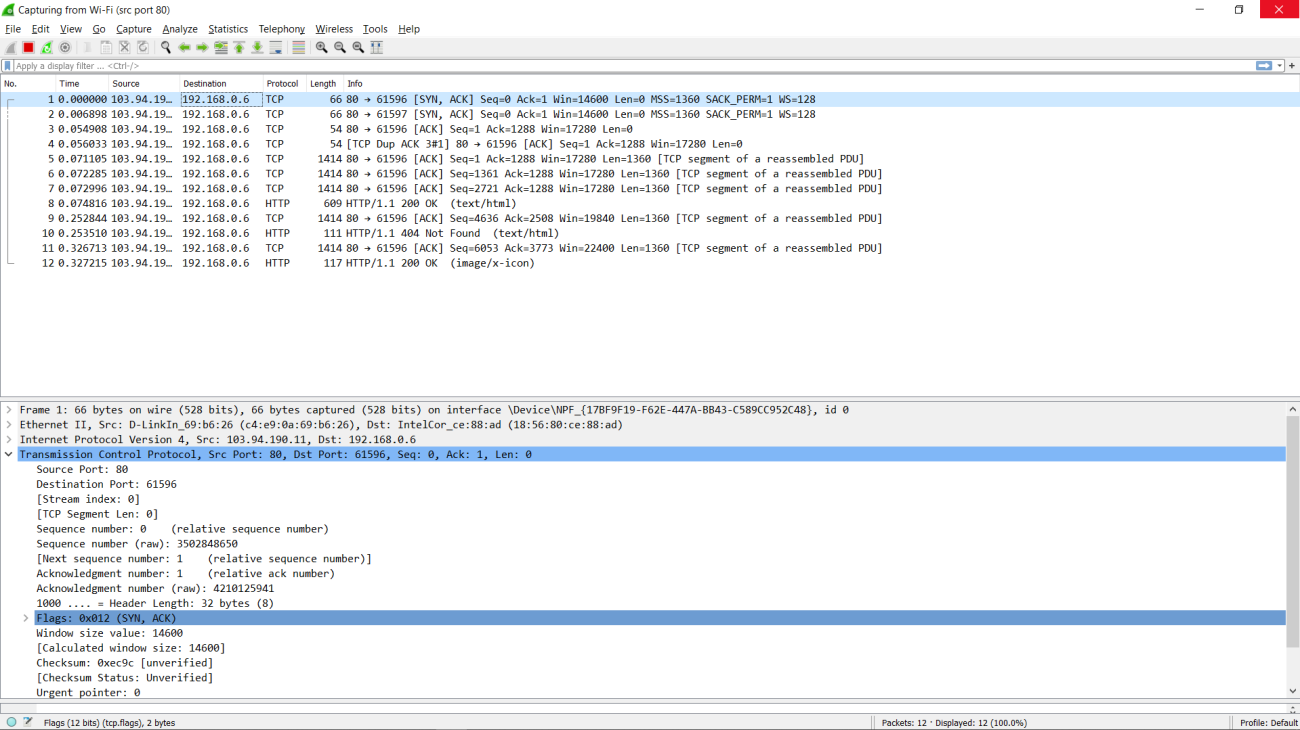 Capturing from Wi-Fi (src port 80)
File Edit View Go Capture Analyze Statistics Telephony Wireless Tools Help
Apply a display filter ... <Ctrl-/>
No. Time Source Destination Protocol Length Info
1 0.000000 103.94.19… 192.168.0.6 TCP 66 80 → 61596 [SYN, ACK] Seq=0 Ack=1 Win=14600 Len=0 MSS=1360 SACK_PERM=1 WS=128
2 0.006898 103.94.19… 192.168.0.6 TCP 66 80 → 61597 [SYN, ACK] Seq=0 Ack=1 Win=14600 Len=0 MSS=1360 SACK_PERM=1 WS=128
3 0.054908 103.94.19… 192.168.0.6 TCP 54 80 → 61596 [ACK] Seq=1 Ack=1288 Win=17280 Len=0
4 0.056033 103.94.19… 192.168.0.6 TCP 54 [TCP Dup ACK 3#1] 80 → 61596 [ACK] Seq=1 Ack=1288 Win=17280 Len=0
5 0.071105 103.94.19… 192.168.0.6 TCP 1414 80 → 61596 [ACK] Seq=1 Ack=1288 Win=17280 Len=1360 [TCP segment of a reassembled PDU]
6 0.072285 103.94.19… 192.168.0.6 TCP 1414 80 → 61596 [ACK] Seq=1361 Ack=1288 Win=17280 Len=1360 [TCP segment of a reassembled PDU]
7 0.072996 103.94.19… 192.168.0.6 TCP 1414 80 → 61596 [ACK] Seq=2721 Ack=1288 Win=17280 Len=1360 [TCP segment of a reassembled PDU]
8 0.074816 103.94.19… 192.168.0.6 HTTP 609 HTTP/1.1 200 OK  (text/html)
9 0.252844 103.94.19… 192.168.0.6 TCP 1414 80 → 61596 [ACK] Seq=4636 Ack=2508 Win=19840 Len=1360 [TCP segment of a reassembled PDU]
10 0.253510 103.94.19… 192.168.0.6 HTTP 111 HTTP/1.1 404 Not Found  (text/html)
11 0.326713 103.94.19… 192.168.0.6 TCP 1414 80 → 61596 [ACK] Seq=6053 Ack=3773 Win=22400 Len=1360 [TCP segment of a reassembled PDU]
12 0.327215 103.94.19… 192.168.0.6 HTTP 117 HTTP/1.1 200 OK  (image/x-icon)
Frame 1: 66 bytes on wire (528 bits), 66 bytes captured (528 bits) on interface \Device\NPF_{17BF9F19-F62E-447A-BB43-C589CC952C48}, id 0
Ethernet II, Src: D-LinkIn_69:b6:26 (c4:e9:0a:69:b6:26), Dst: IntelCor_ce:88:ad (18:56:80:ce:88:ad)
Internet Protocol Version 4, Src: 103.94.190.11, Dst: 192.168.0.6
Transmission Control Protocol, Src Port: 80, Dst Port: 61596, Seq: 0, Ack: 1, Len: 0
Source Port: 80
Destination Port: 61596
[Stream index: 0]
[TCP Segment Len: 0]
Sequence number: 0    (relative sequence number)
Sequence number (raw): 3502848650
[Next sequence number: 1    (relative sequence number)]
Acknowledgment number: 1    (relative ack number)
Acknowledgment number (raw): 4210125941
1000 .... = Header Length: 32 bytes (8)
Flags: 0x012 (SYN, ACK)
Window size value: 14600
[Calculated window size: 14600]
Checksum: 0xec9c [unverified]
[Checksum Status: Unverified]
Urgent pointer: 0
Flags (12 bits) (tcp.flags), 2 bytes
Packets: 12 · Displayed: 12 (100.0%)
Profile: Default